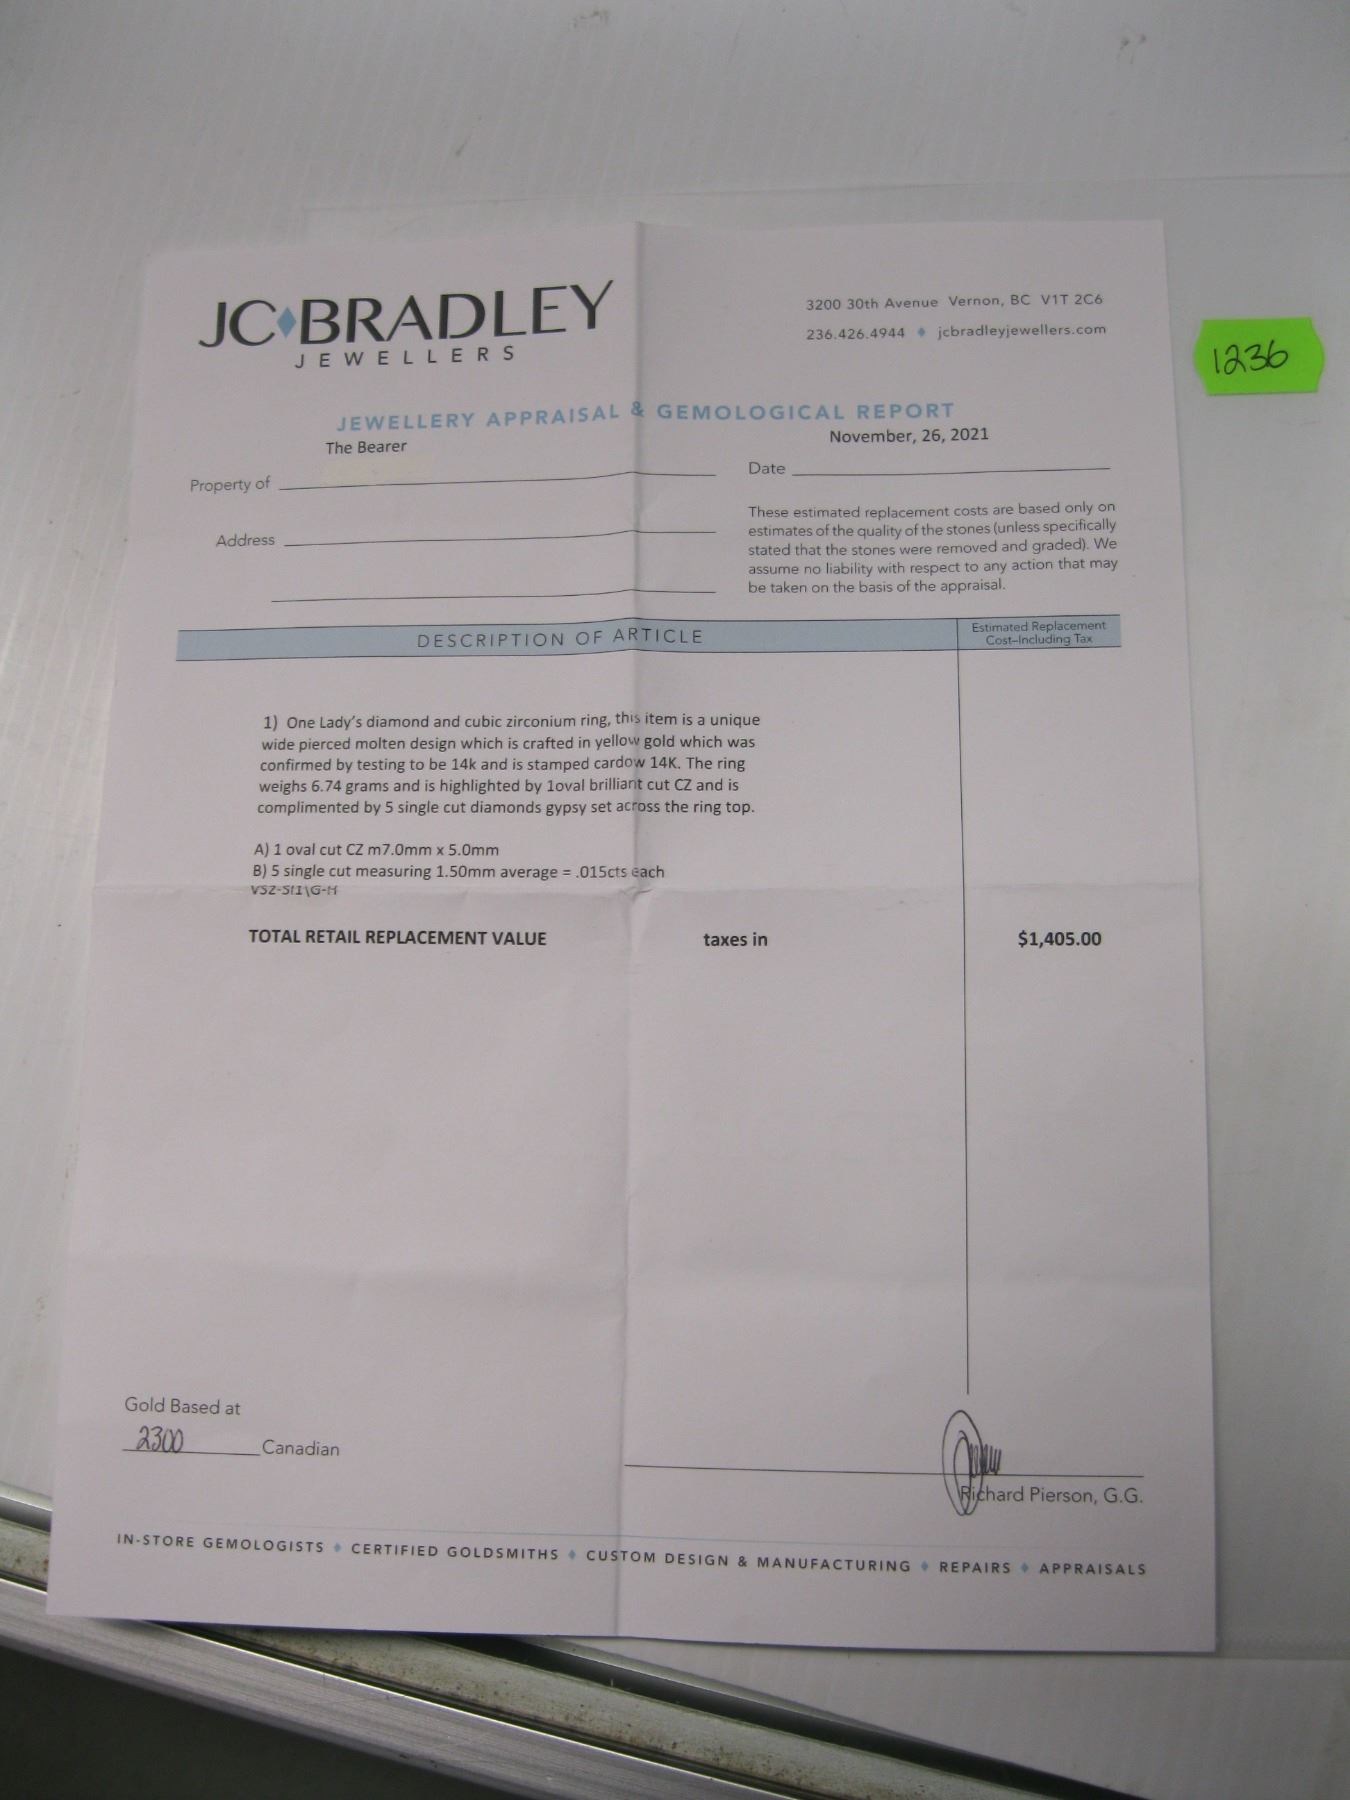 JC♦BRADLEY
JEWELLERS
3200 30th Avenue Vernon, BC V1T 2C6
236.426.4944 ♦ jcbradleyjewellers.com
1236
JEWELLERY APPRAISAL & GEMOLOGICAL REPORT
The Bearer
November, 26, 2021
Property of
Date
Address
These estimated replacement costs are based only on
estimates of the quality of the stones (unless specifically
stated that the stones were removed and graded). We
assume no liability with respect to any action that may
be taken on the basis of the appraisal.
DESCRIPTION OF ARTICLE
Estimated Replacement
Cost–Including Tax
1) One Lady's diamond and cubic zirconium ring, this item is a unique
wide pierced molten design which is crafted in yellow gold which was
confirmed by testing to be 14k and is stamped cardow 14K. The ring
weighs 6.74 grams and is highlighted by 1oval brilliant cut CZ and is
complimented by 5 single cut diamonds gypsy set across the ring top.
A) 1 oval cut CZ m7.0mm x 5.0mm
B) 5 single cut measuring 1.50mm average = .015cts each
VS2-SI1\G-H
TOTAL RETAIL REPLACEMENT VALUE taxes in $1,405.00
Gold Based at
2300 Canadian
Richard Pierson, G.G.
IN-STORE GEMOLOGISTS ♦ CERTIFIED GOLDSMITHS ♦ CUSTOM DESIGN & MANUFACTURING ♦ REPAIRS ♦ APPRAISALS